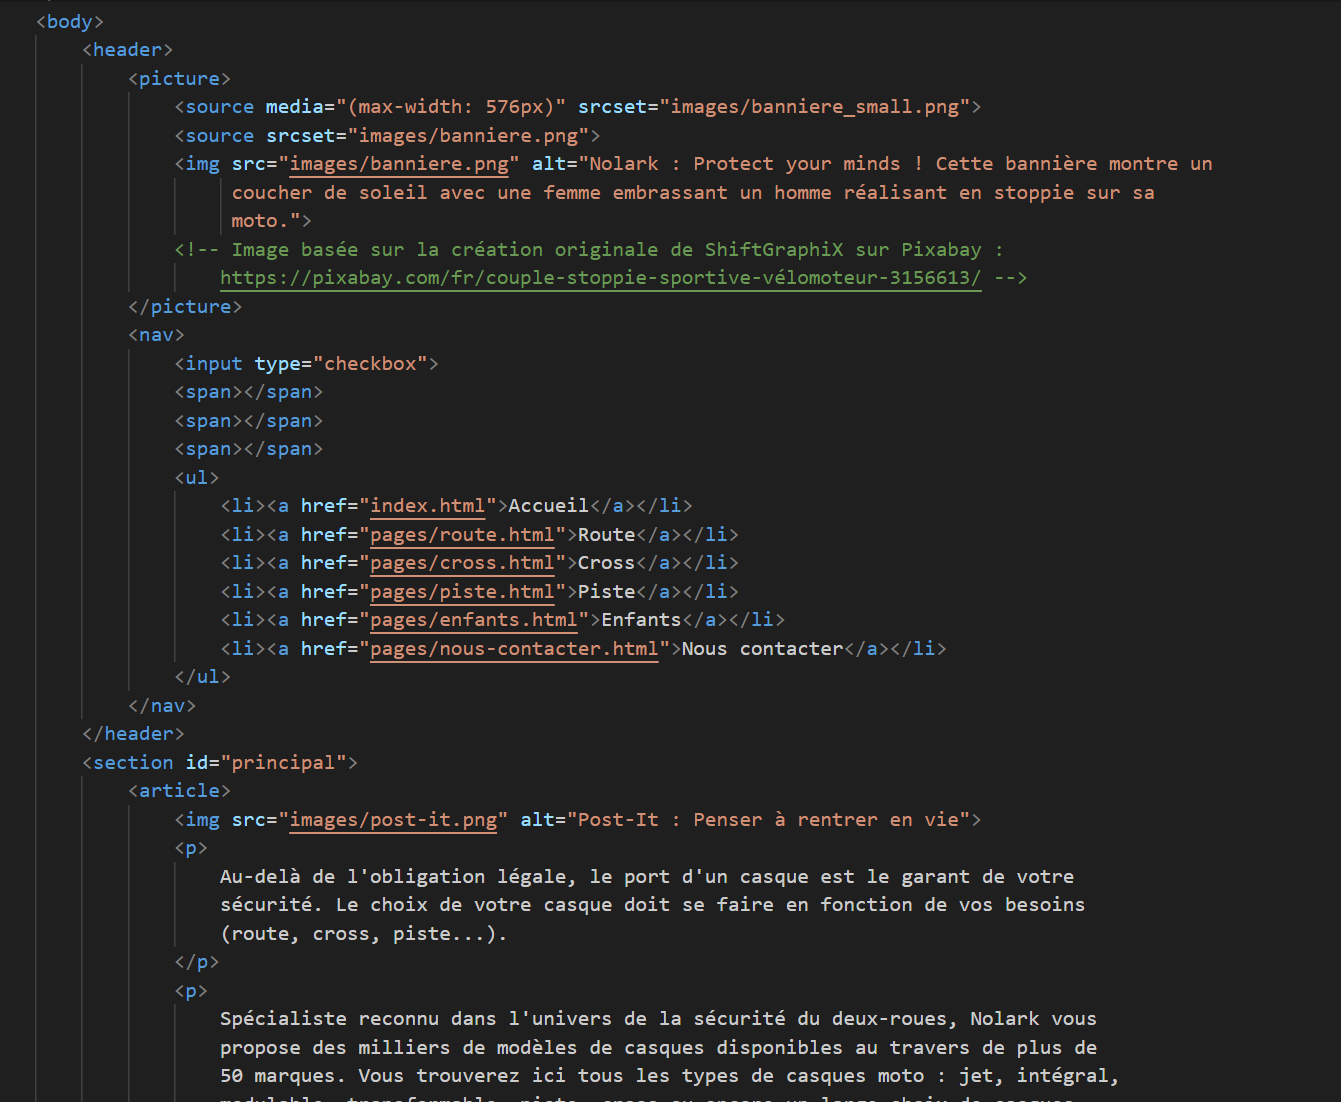 <body>
<header>
<picture>
<source media="(max-width: 576px)" srcset="images/banniere_small.png">
<source srcset="images/banniere.png">
<img src="images/banniere.png" alt="Nolark : Protect your minds ! Cette bannière montre un
coucher de soleil avec une femme embrassant un homme réalisant en stoppie sur sa
moto.">
<!-- Image basée sur la création originale de ShiftGraphiX sur Pixabay :
https://pixabay.com/fr/couple-stoppie-sportive-vélomoteur-3156613/ -->
</picture>
<nav>
<input type="checkbox">
<span></span>
<span></span>
<span></span>
<ul>
<li><a href="index.html">Accueil</a></li>
<li><a href="pages/route.html">Route</a></li>
<li><a href="pages/cross.html">Cross</a></li>
<li><a href="pages/piste.html">Piste</a></li>
<li><a href="pages/enfants.html">Enfants</a></li>
<li><a href="pages/nous-contacter.html">Nous contacter</a></li>
</ul>
</nav>
</header>
<section id="principal">
<article>
<img src="images/post-it.png" alt="Post-It : Penser à rentrer en vie">
<p>
Au-delà de l'obligation légale, le port d'un casque est le garant de votre
sécurité. Le choix de votre casque doit se faire en fonction de vos besoins
(route, cross, piste...).
</p>
<p>
Spécialiste reconnu dans l'univers de la sécurité du deux-roues, Nolark vous
propose des milliers de modèles de casques disponibles au travers de plus de
50 marques. Vous trouverez ici tous les types de casques moto : jet, intégral,